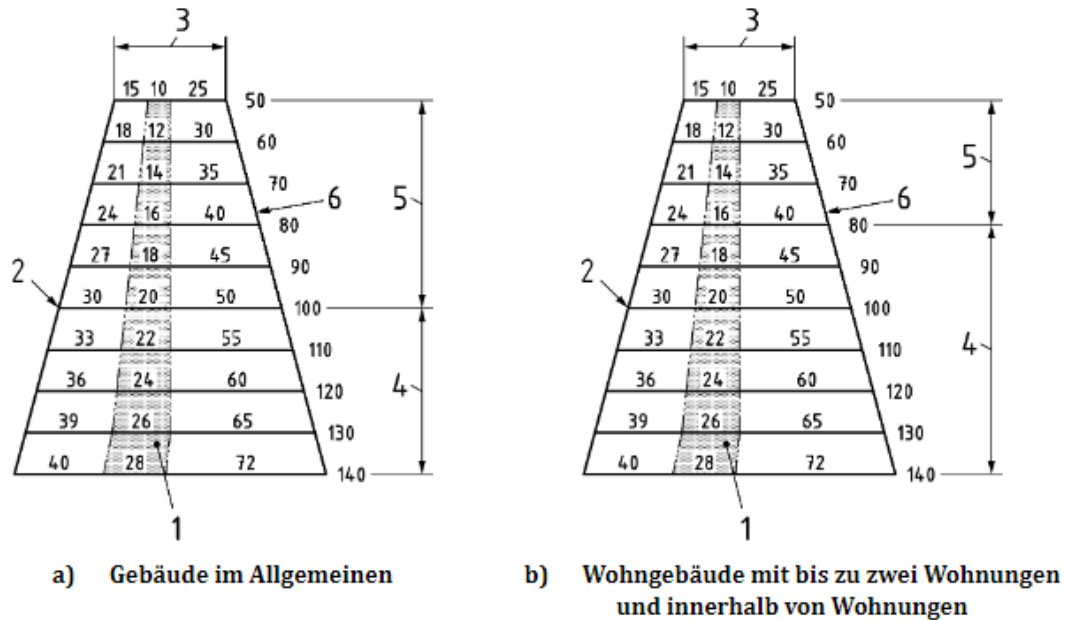 3
15 10 25
50
18 12 30
60
21 14 35
70
24 16 40
80
27 18 45
90
30 20 50
100
33 22 55
110
36 24 60
120
39 26 65
130
40 28 72
140
5
6
2
4
1
a) Gebäude im Allgemeinen
3
15 10 25
50
18 12 30
60
21 14 35
70
24 16 40
80
27 18 45
90
30 20 50
100
33 22 55
110
36 24 60
120
39 26 65
130
40 28 72
140
5
6
2
4
1
b) Wohngebäude mit bis zu zwei Wohnungen
und innerhalb von Wohnungen